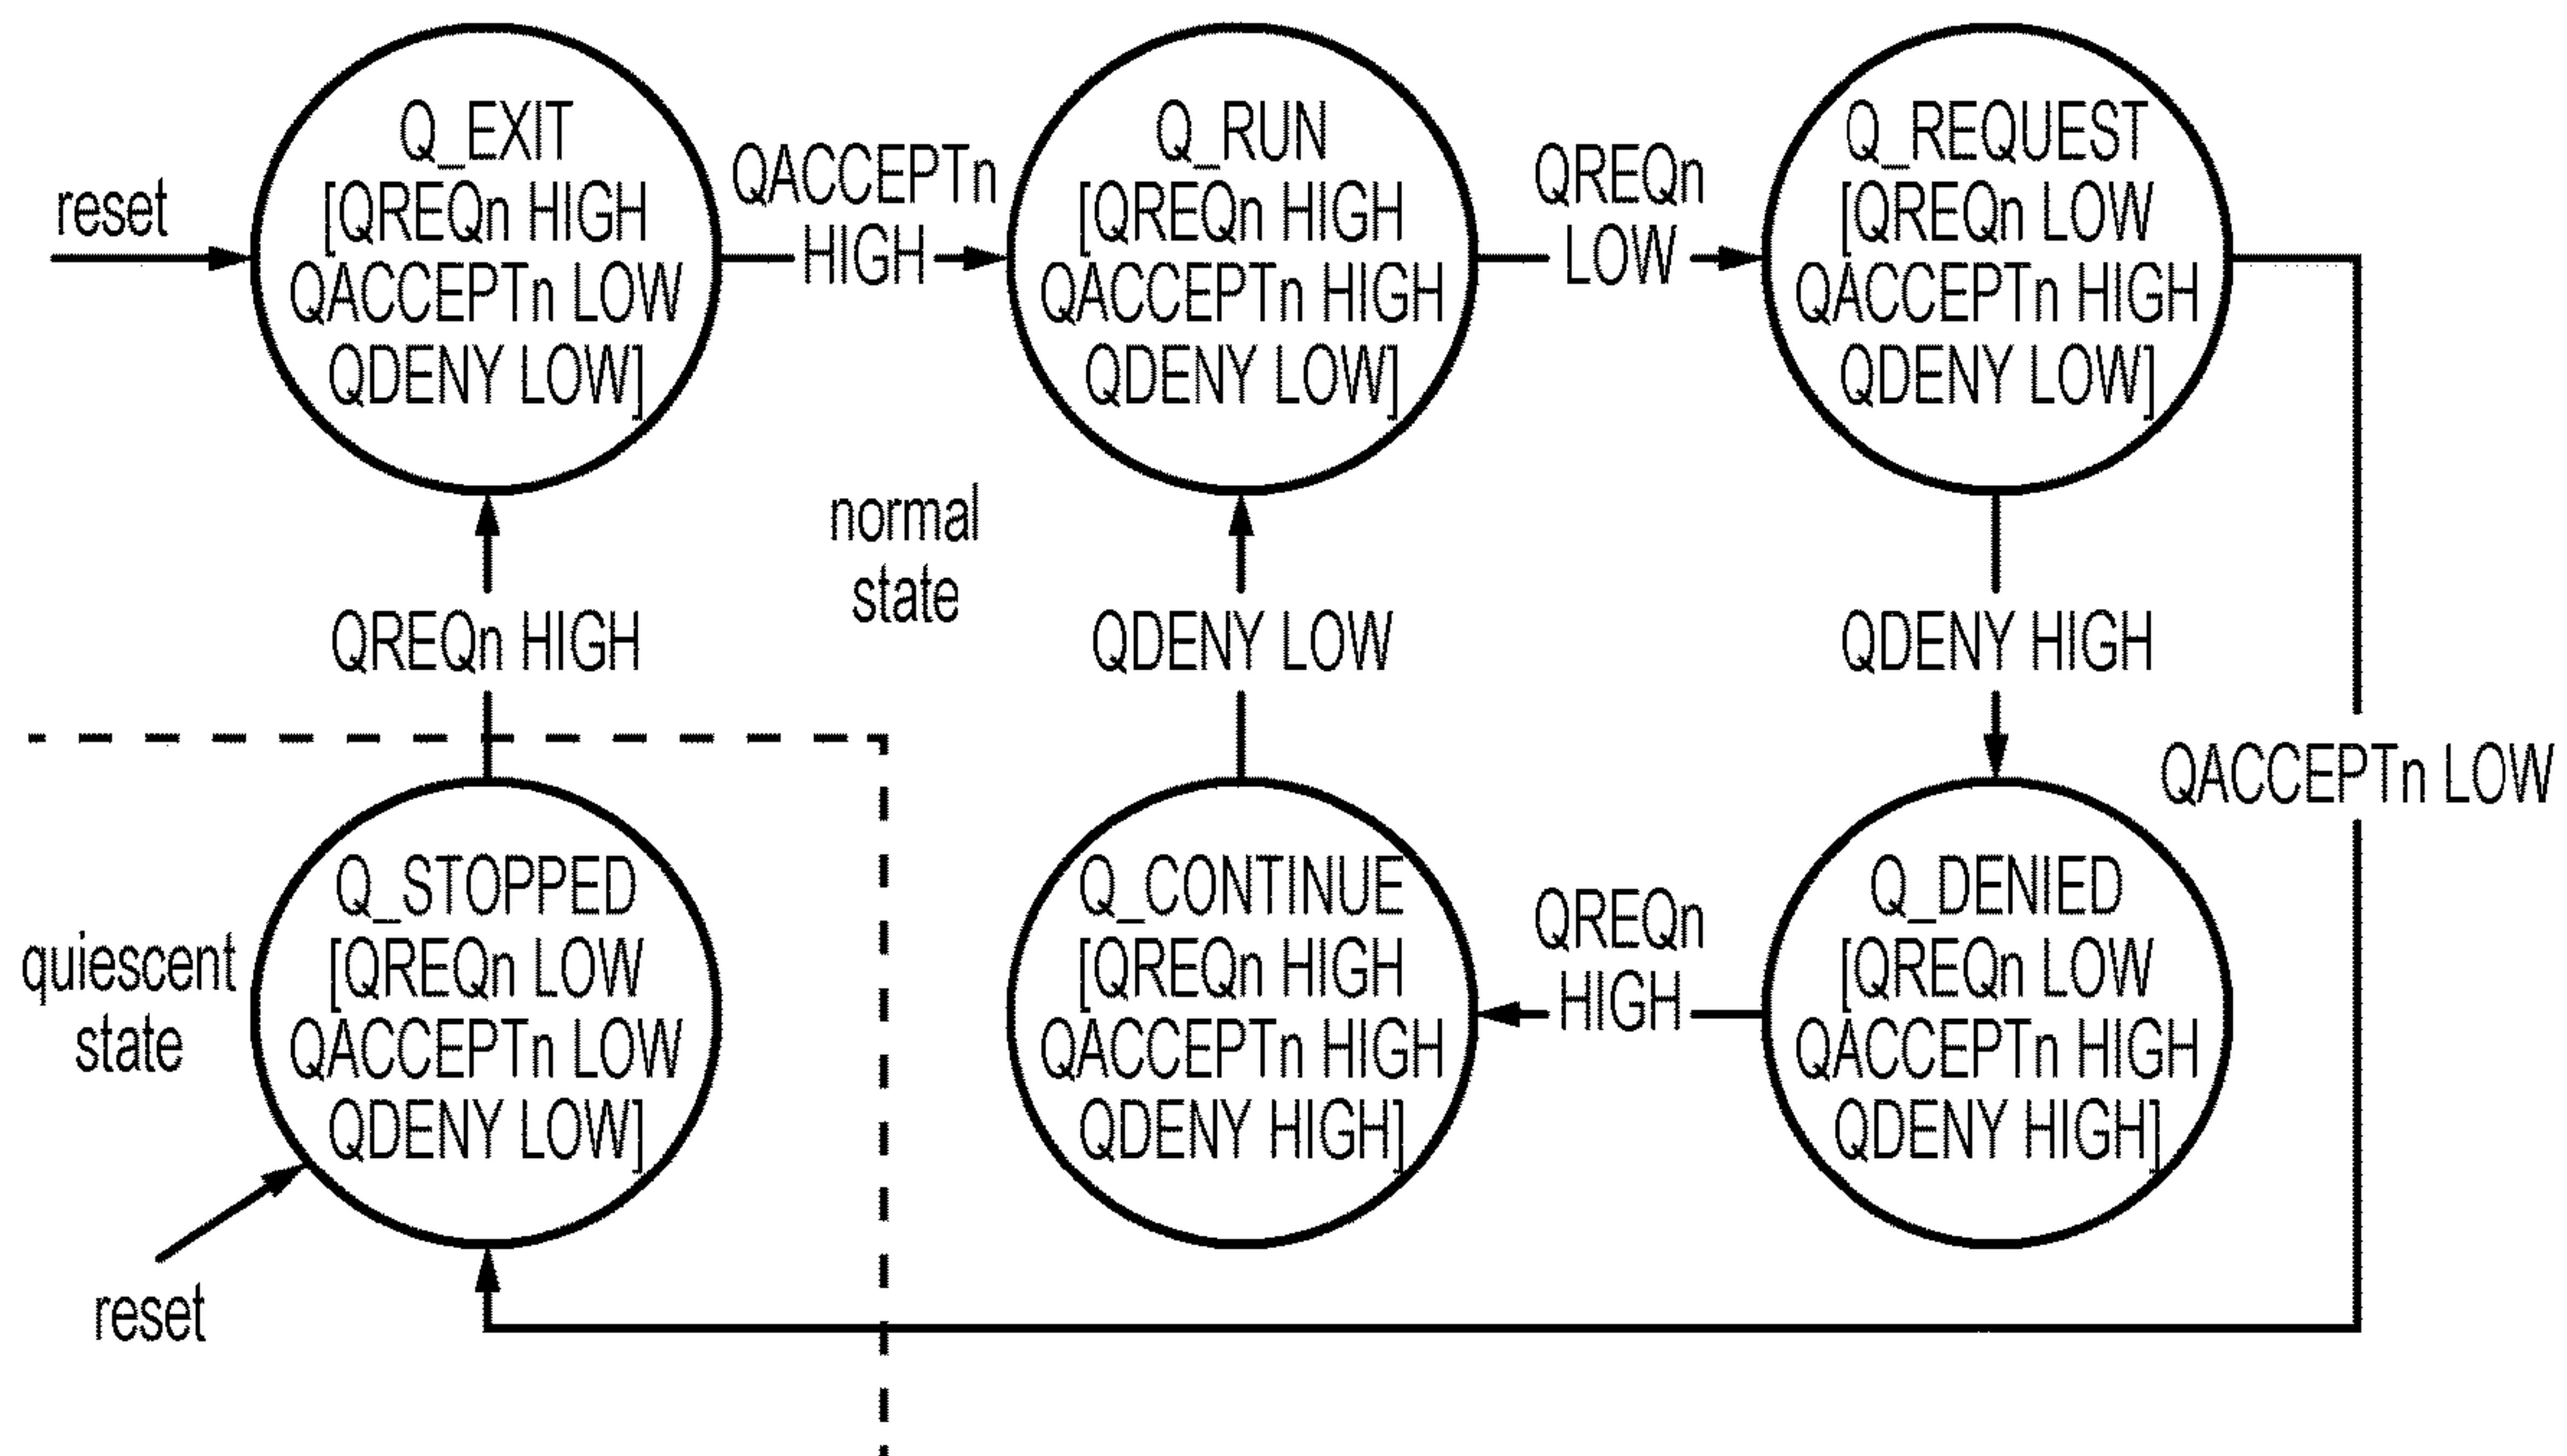 reset
Q_EXIT
[QREQn HIGH
QACCEPTn LOW
QDENY LOW]
QACCEPTn
HIGH
Q_RUN
[QREQn HIGH
QACCEPTn HIGH
QDENY LOW]
QREQn
LOW
Q_REQUEST
[QREQn LOW
QACCEPTn HIGH
QDENY LOW]
normal
state
QREQn HIGH
QDENY LOW
QDENY HIGH
QACCEPTn LOW
quiescent
state
Q_STOPPED
[QREQn LOW
QACCEPTn LOW
QDENY LOW]
Q_CONTINUE
[QREQn HIGH
QACCEPTn HIGH
QDENY HIGH]
QREQn
HIGH
Q_DENIED
[QREQn LOW
QACCEPTn HIGH
QDENY HIGH]
reset